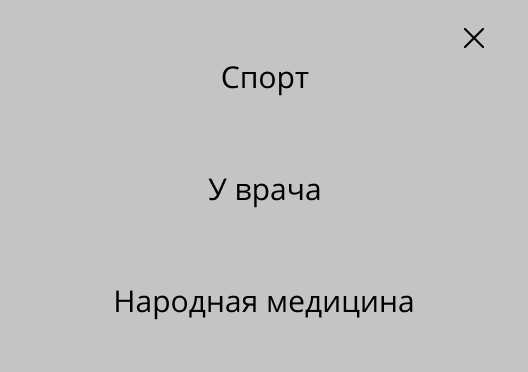 Спорт
У врача
Народная медицина